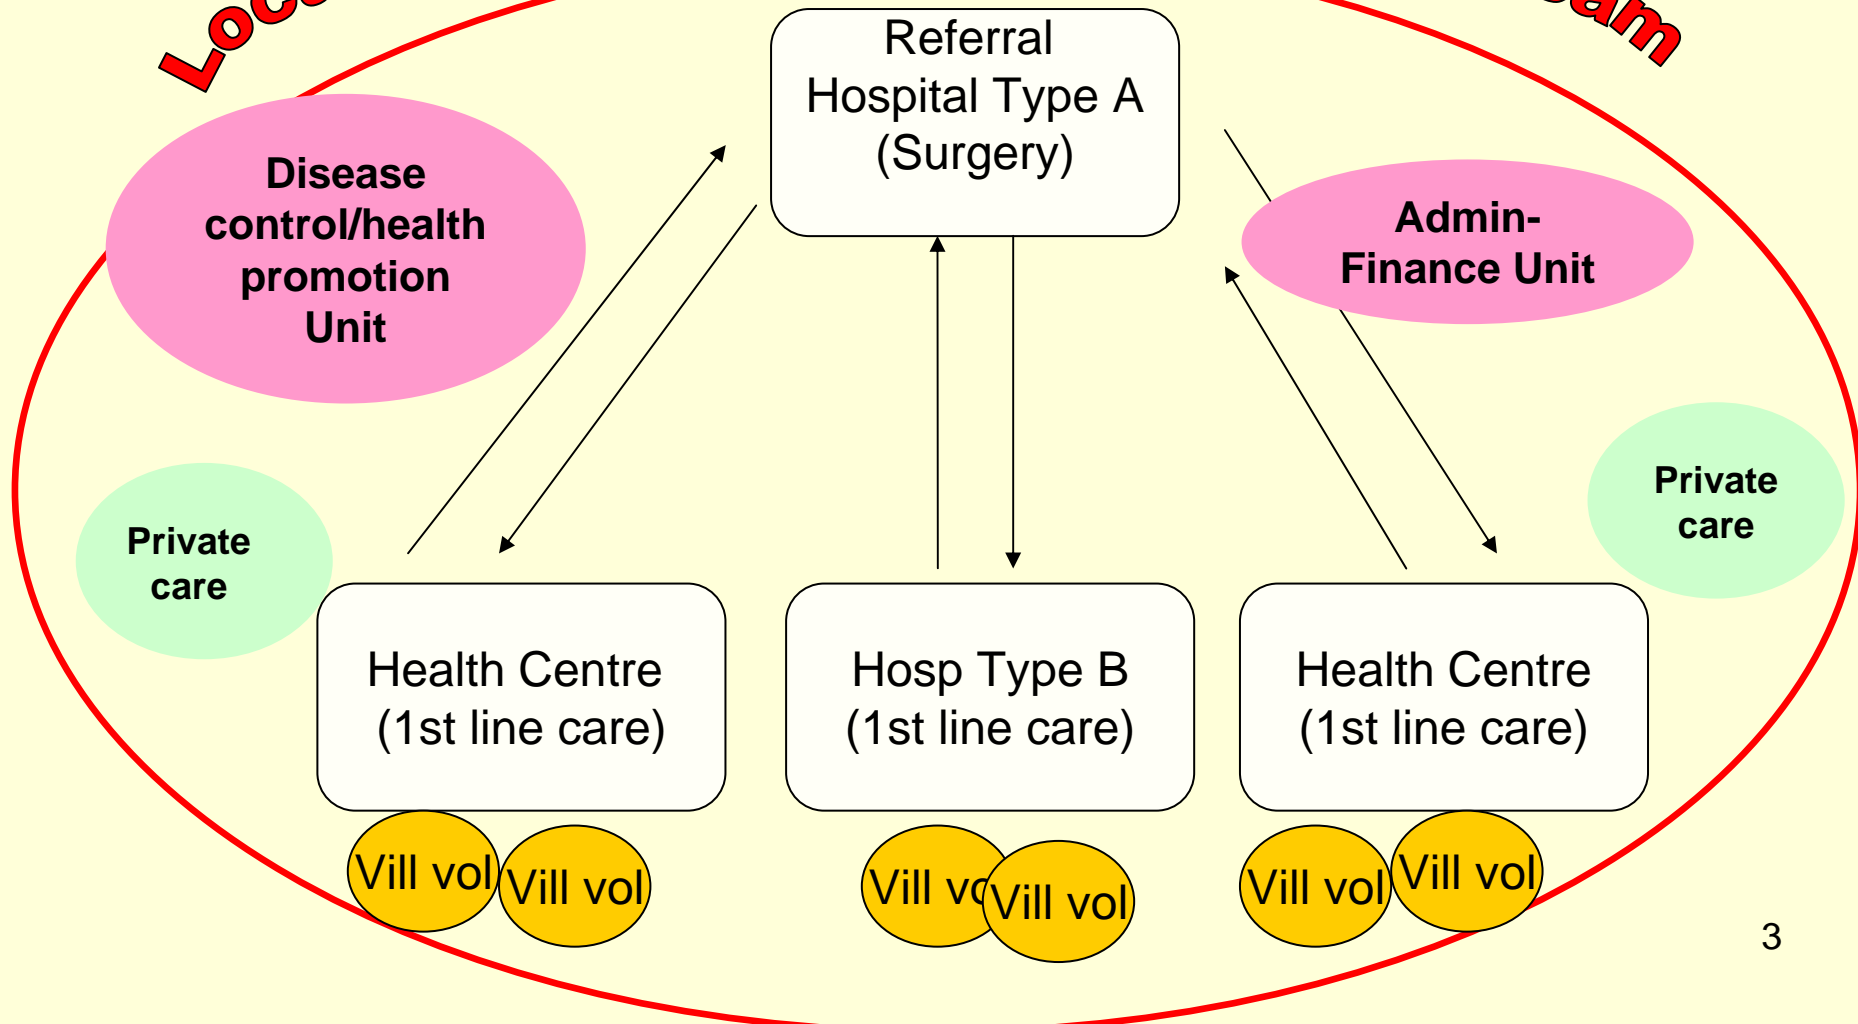 Referral
Hospital Type A
(Surgery)
Disease
control/health
promotion
Unit
Admin-
Finance Unit
Private
care
Private
care
Health Centre
(1st line care)
Hosp Type B
(1st line care)
Health Centre
(1st line care)
Vill vol
Vill vol
Vill vo
Vill vol
Vill vol
Vill vol
3